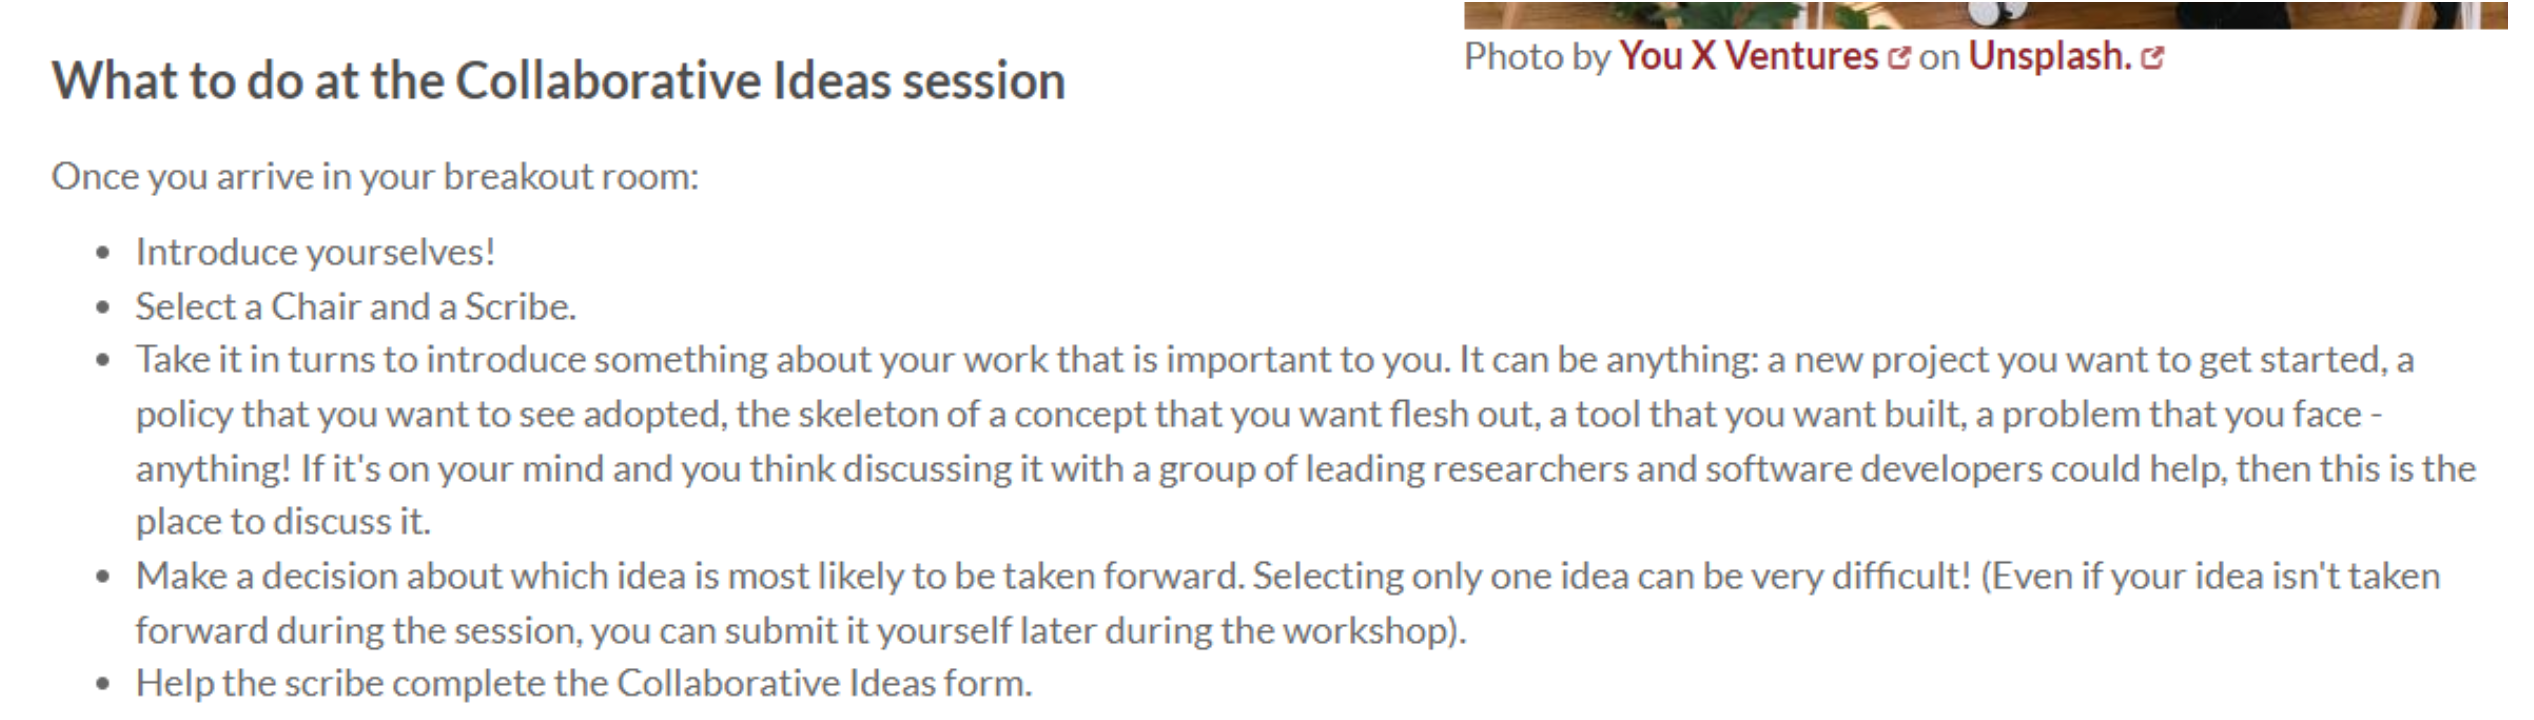 Photo by You X Ventures on Unsplash.
What to do at the Collaborative Ideas session
Once you arrive in your breakout room:
• Introduce yourselves!
• Select a Chair and a Scribe.
• Take it in turns to introduce something about your work that is important to you. It can be anything: a new project you want to get started, a
policy that you want to see adopted, the skeleton of a concept that you want flesh out, a tool that you want built, a problem that you face -
anything! If it's on your mind and you think discussing it with a group of leading researchers and software developers could help, then this is the
place to discuss it.
• Make a decision about which idea is most likely to be taken forward. Selecting only one idea can be very difficult! (Even if your idea isn't taken
forward during the session, you can submit it yourself later during the workshop).
• Help the scribe complete the Collaborative Ideas form.